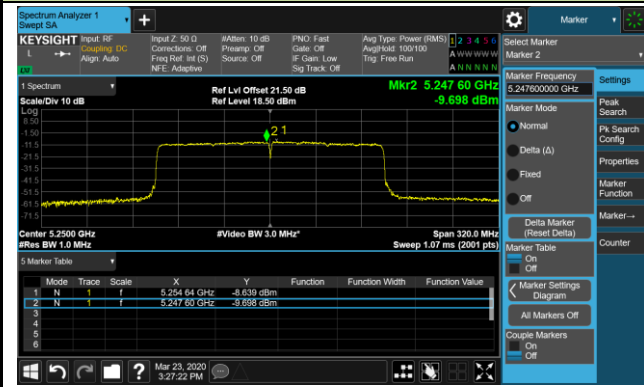 Spectrum Analyzer 1
Swept SA
Marker
KEYSIGHT
L
Input: RF
Coupling: DC
Align: Auto
Input Z: 50 Ω
Corrections: Off
Freq Ref: Int (S)
NFE: Adaptive
#Atten: 10 dB
Preamp: Off
Source: Off
PNO: Fast
Gate: Off
IF Gain: Low
Sig Track: Off
Avg Type: Power (RMS)
Avg|Hold: 100/100
Trig: Free Run
1 2 3 4 5 6
A W W W W W
A N N N N N
Select Marker
Marker 2
1 Spectrum
Scale/Div 10 dB
Log
Ref Lvl Offset 21.50 dB
Ref Level 18.50 dBm
Mkr2 5.247 60 GHz
-9.698 dBm
8.50
-1.50
-11.5
-21.5
-31.5
-41.5
-51.5
-61.5
-71.5
2 1
Center 5.2500 GHz
#Res BW 1.0 MHz
#Video BW 3.0 MHz*
Span 320.0 MHz
Sweep 1.07 ms (2001 pts)
5 Marker Table
Mode Trace Scale X Y Function Function Width Function Value
1 N 1 f 5.254 64 GHz -8.639 dBm
2 N 1 f 5.247 60 GHz -9.698 dBm
3
4
5
6
Marker Frequency
5.247600000 GHz
Marker Mode
Normal
Delta (Δ)
Fixed
Off
Delta Marker
(Reset Delta)
Marker Table
On
Off
Marker Settings
Diagram
All Markers Off
Couple Markers
On
Off
Settings
Peak
Search
Pk Search
Config
Properties
Marker
Function
Marker→
Counter
Mar 23, 2020
3:27:22 PM